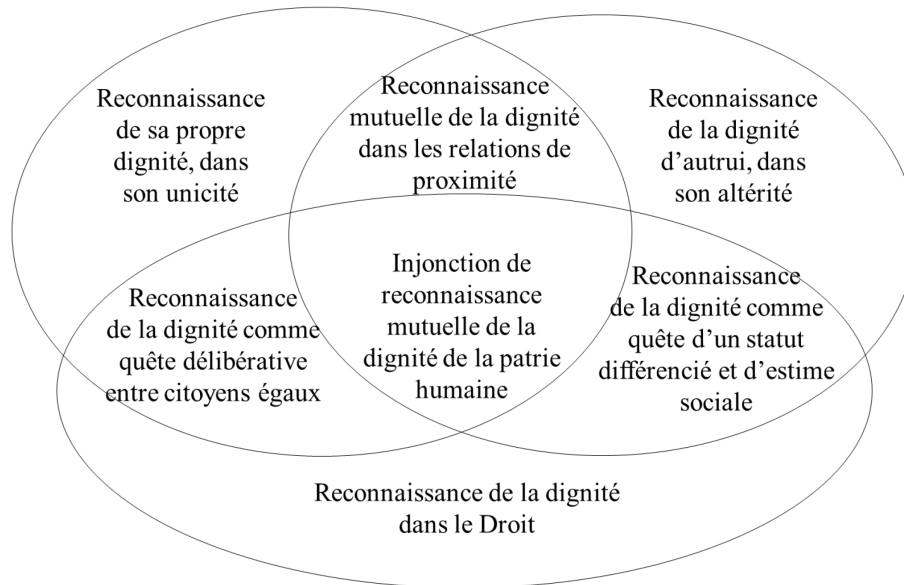 Reconnaissance
de sa propre
dignité, dans
son unicité
Reconnaissance
mutuelle de la dignité
dans les relations de
proximité
Reconnaissance
de la dignité
d’autrui, dans
son altérité
Reconnaissance
de la dignité comme
quête délibérative
entre citoyens égaux
Injonction de
reconnaissance
mutuelle de la
dignité de la patrie
humaine
Reconnaissance
de la dignité comme
quête d’un statut
différencié et d’estime
sociale
Reconnaissance de la dignité
dans le Droit